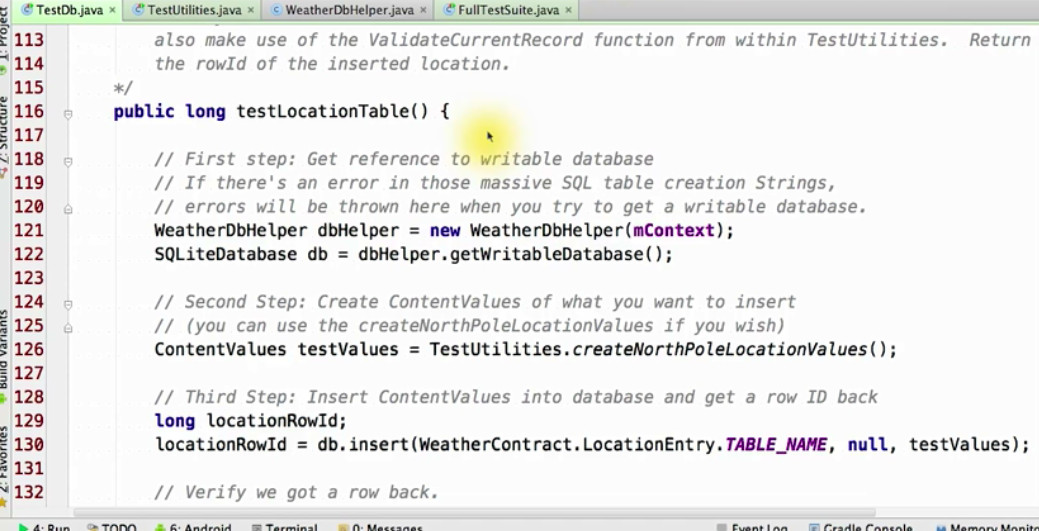 TestDb.java × TestUtilities.java × WeatherDbHelper.java × FullTestSuite.java ×
113 also make use of the ValidateCurrentRecord function from within TestUtilities. Return
114 the rowId of the inserted location.
115 */
116 public long testLocationTable() {
117
118 // First step: Get reference to writable database
119 // If there's an error in those massive SQL table creation Strings,
120 // errors will be thrown here when you try to get a writable database.
121 WeatherDbHelper dbHelper = new WeatherDbHelper(mContext);
122 SQLiteDatabase db = dbHelper.getWritableDatabase();
123
124 // Second Step: Create ContentValues of what you want to insert
125 // (you can use the createNorthPoleLocationValues if you wish)
126 ContentValues testValues = TestUtilities.createNorthPoleLocationValues();
127
128 // Third Step: Insert ContentValues into database and get a row ID back
129 long locationRowId;
130 locationRowId = db.insert(WeatherContract.LocationEntry.TABLE_NAME, null, testValues);
131
132 // Verify we got a row back.
1: Project
7: Structure
Build Variants
2: Favorites
4: Run TODO 6: Android Terminal 0: Messages Event Log Gradle Console Memory Monito